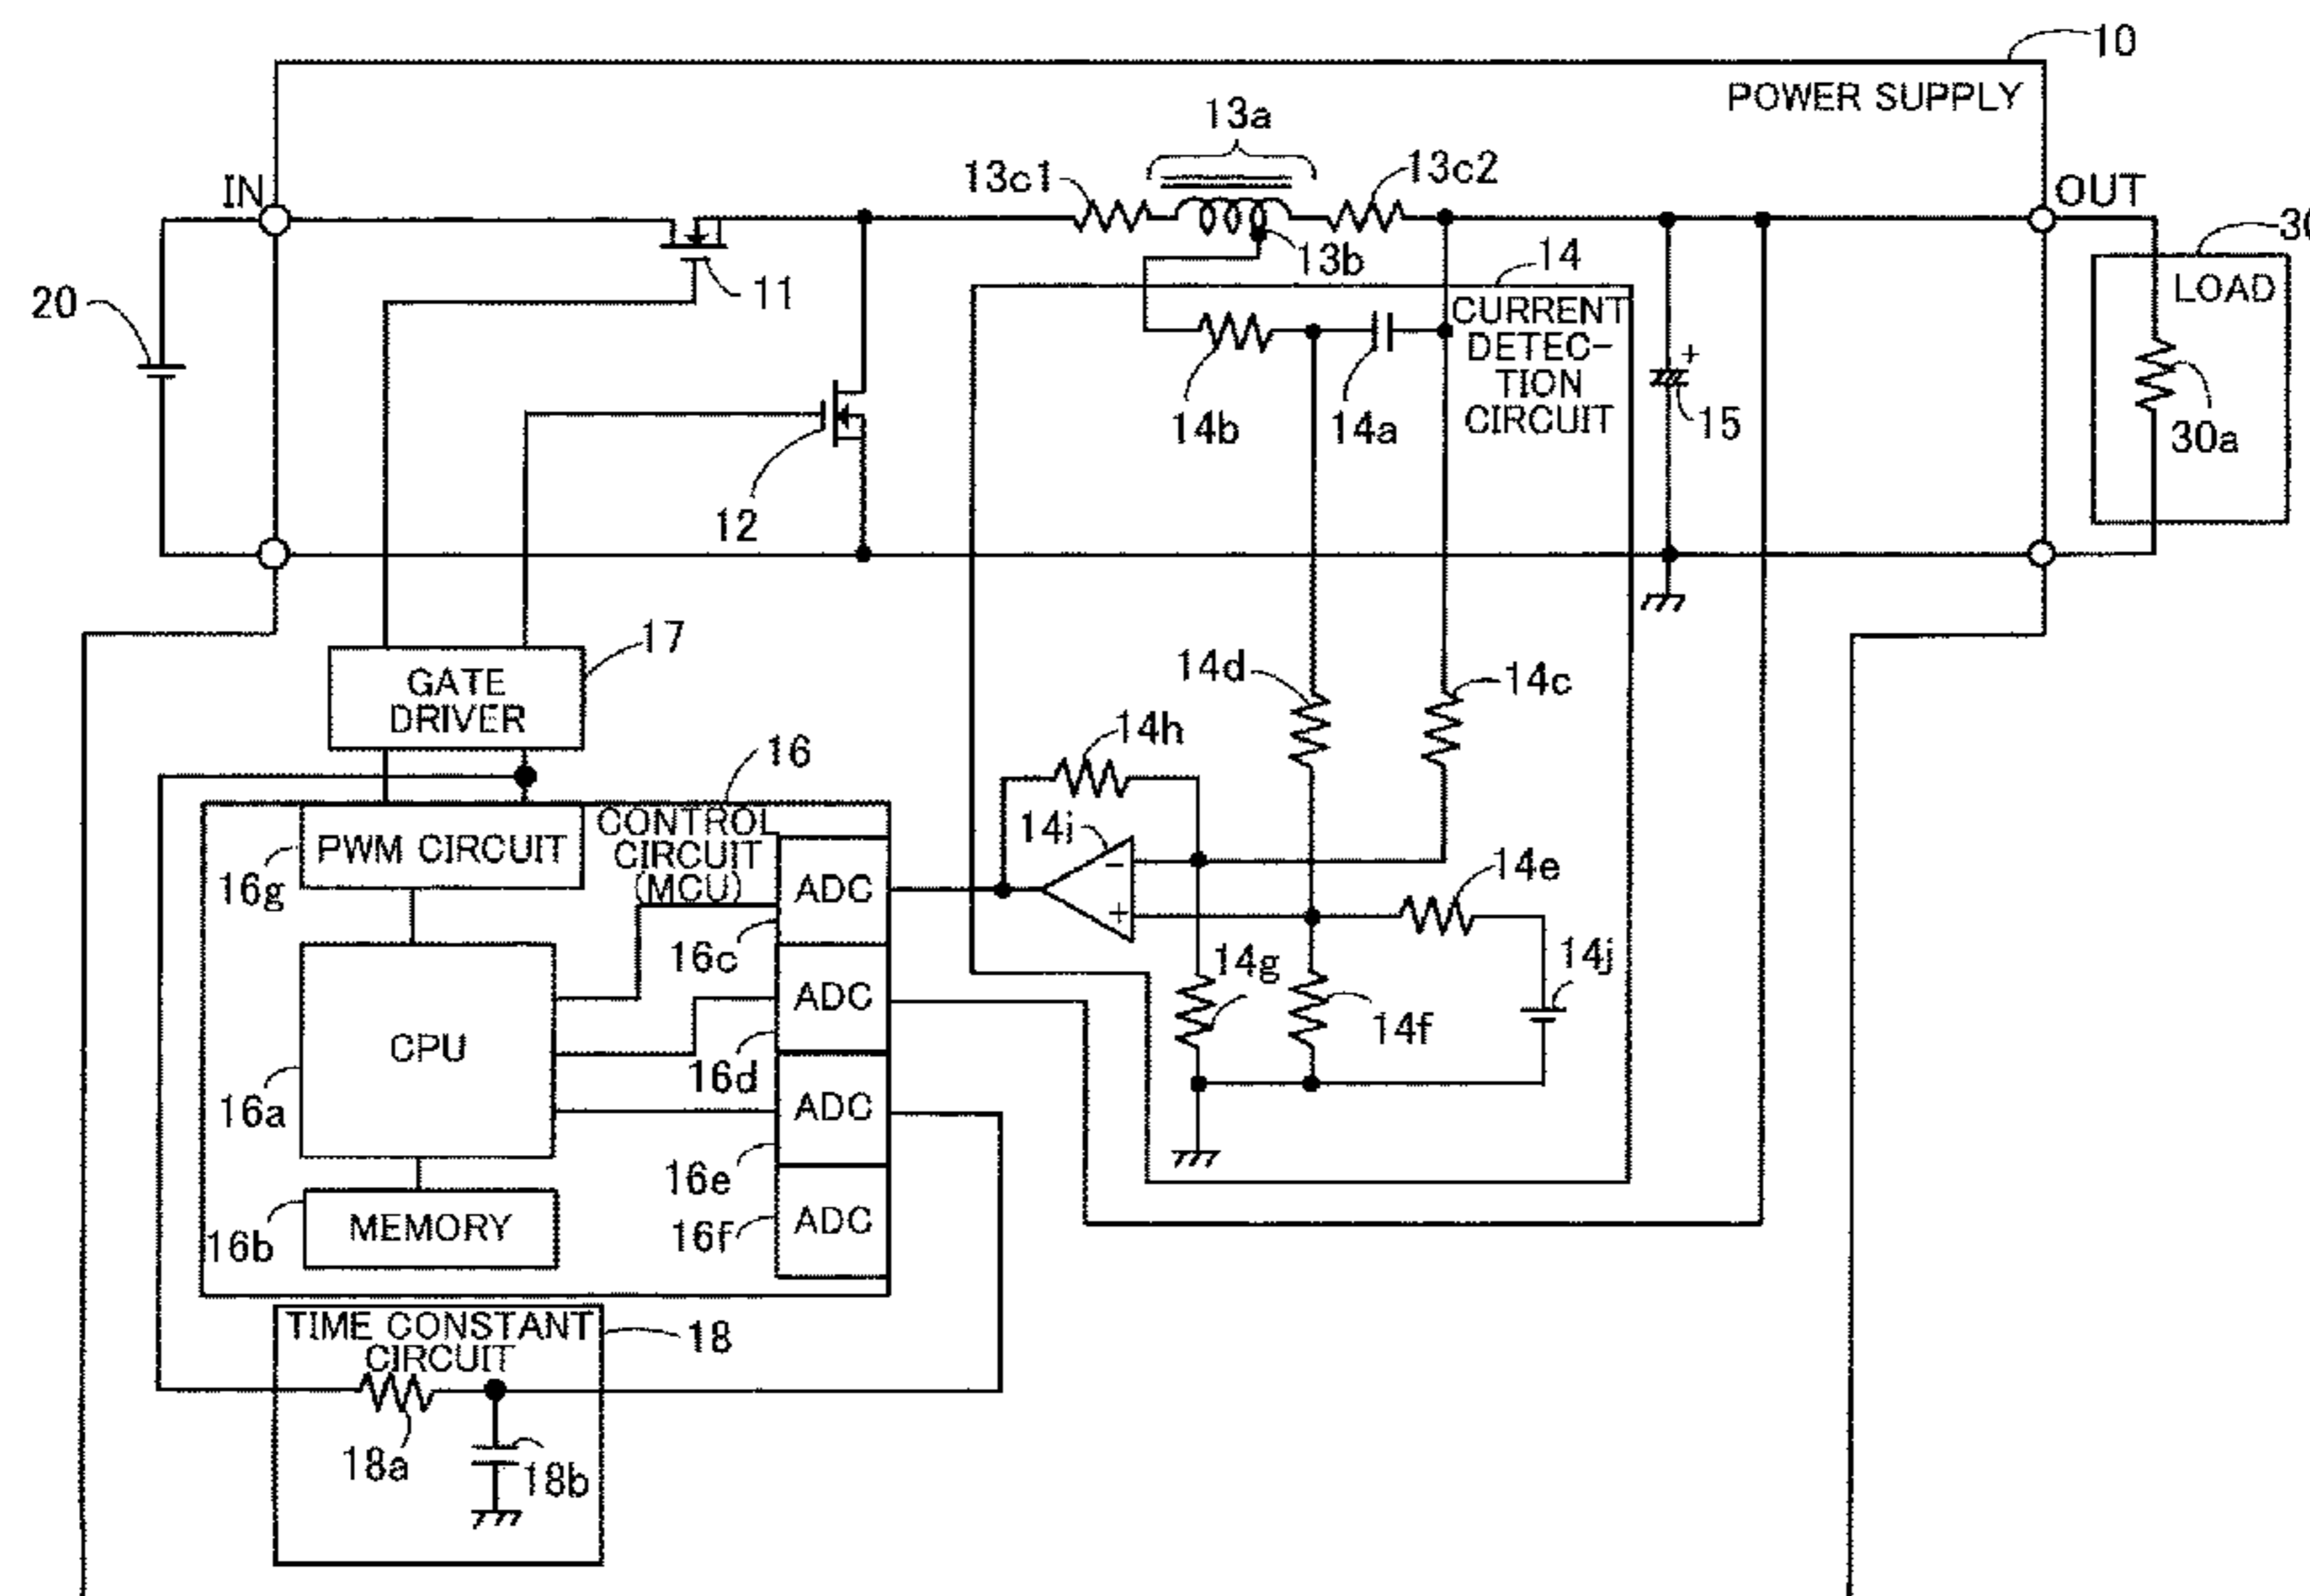 10
POWER SUPPLY
13a
13c1
13c2
IN
OUT
30
13b
14
11
LOAD
20
CURRENT
DETEC-
TION
CIRCUIT
14b
14a
15
30a
12
17
14d
14c
GATE
DRIVER
14h
16
CONTROL
CIRCUIT
(MCU)
14i
PWM CIRCUIT
16g
ADC
-
+
14e
16c
14g
14j
ADC
14f
CPU
16d
16a
ADC
16e
MEMORY
16b
16f
ADC
TIME CONSTANT
CIRCUIT
18
18a
18b
+